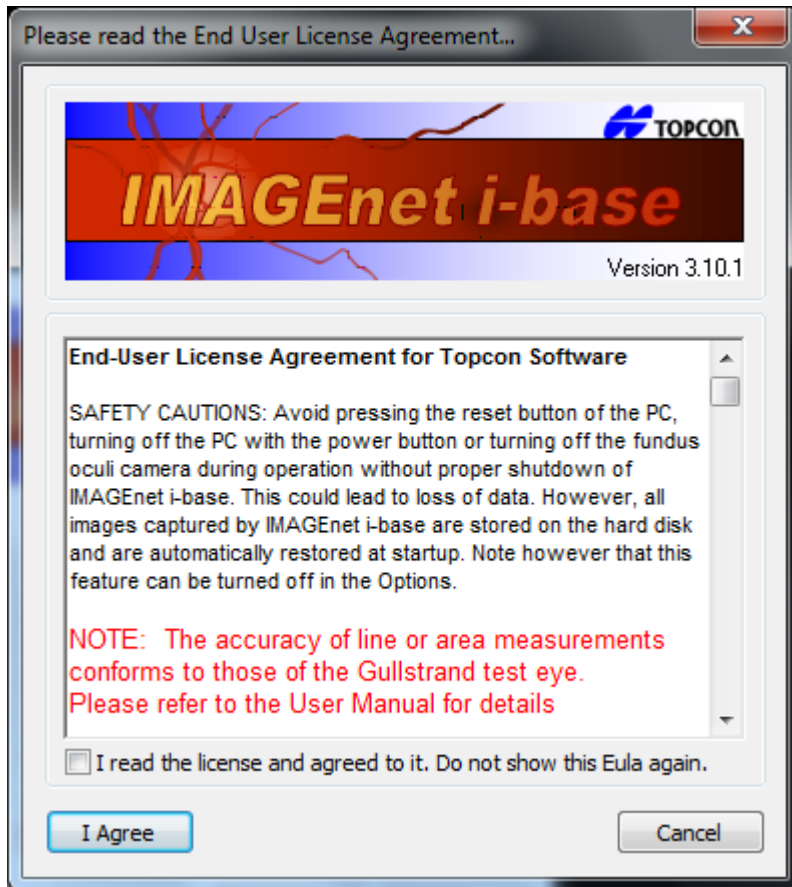 Please read the End User License Agreement...
TOPCON
IMAGEnet i-base
Version 3.10.1
End-User License Agreement for Topcon Software
SAFETY CAUTIONS: Avoid pressing the reset button of the PC,
turning off the PC with the power button or turning off the fundus
oculi camera during operation without proper shutdown of
IMAGEnet i-base. This could lead to loss of data. However, all
images captured by IMAGEnet i-base are stored on the hard disk
and are automatically restored at startup. Note however that this
feature can be turned off in the Options.
NOTE: The accuracy of line or area measurements
conforms to those of the Gullstrand test eye.
Please refer to the User Manual for details
I read the license and agreed to it. Do not show this Eula again.
I Agree
Cancel